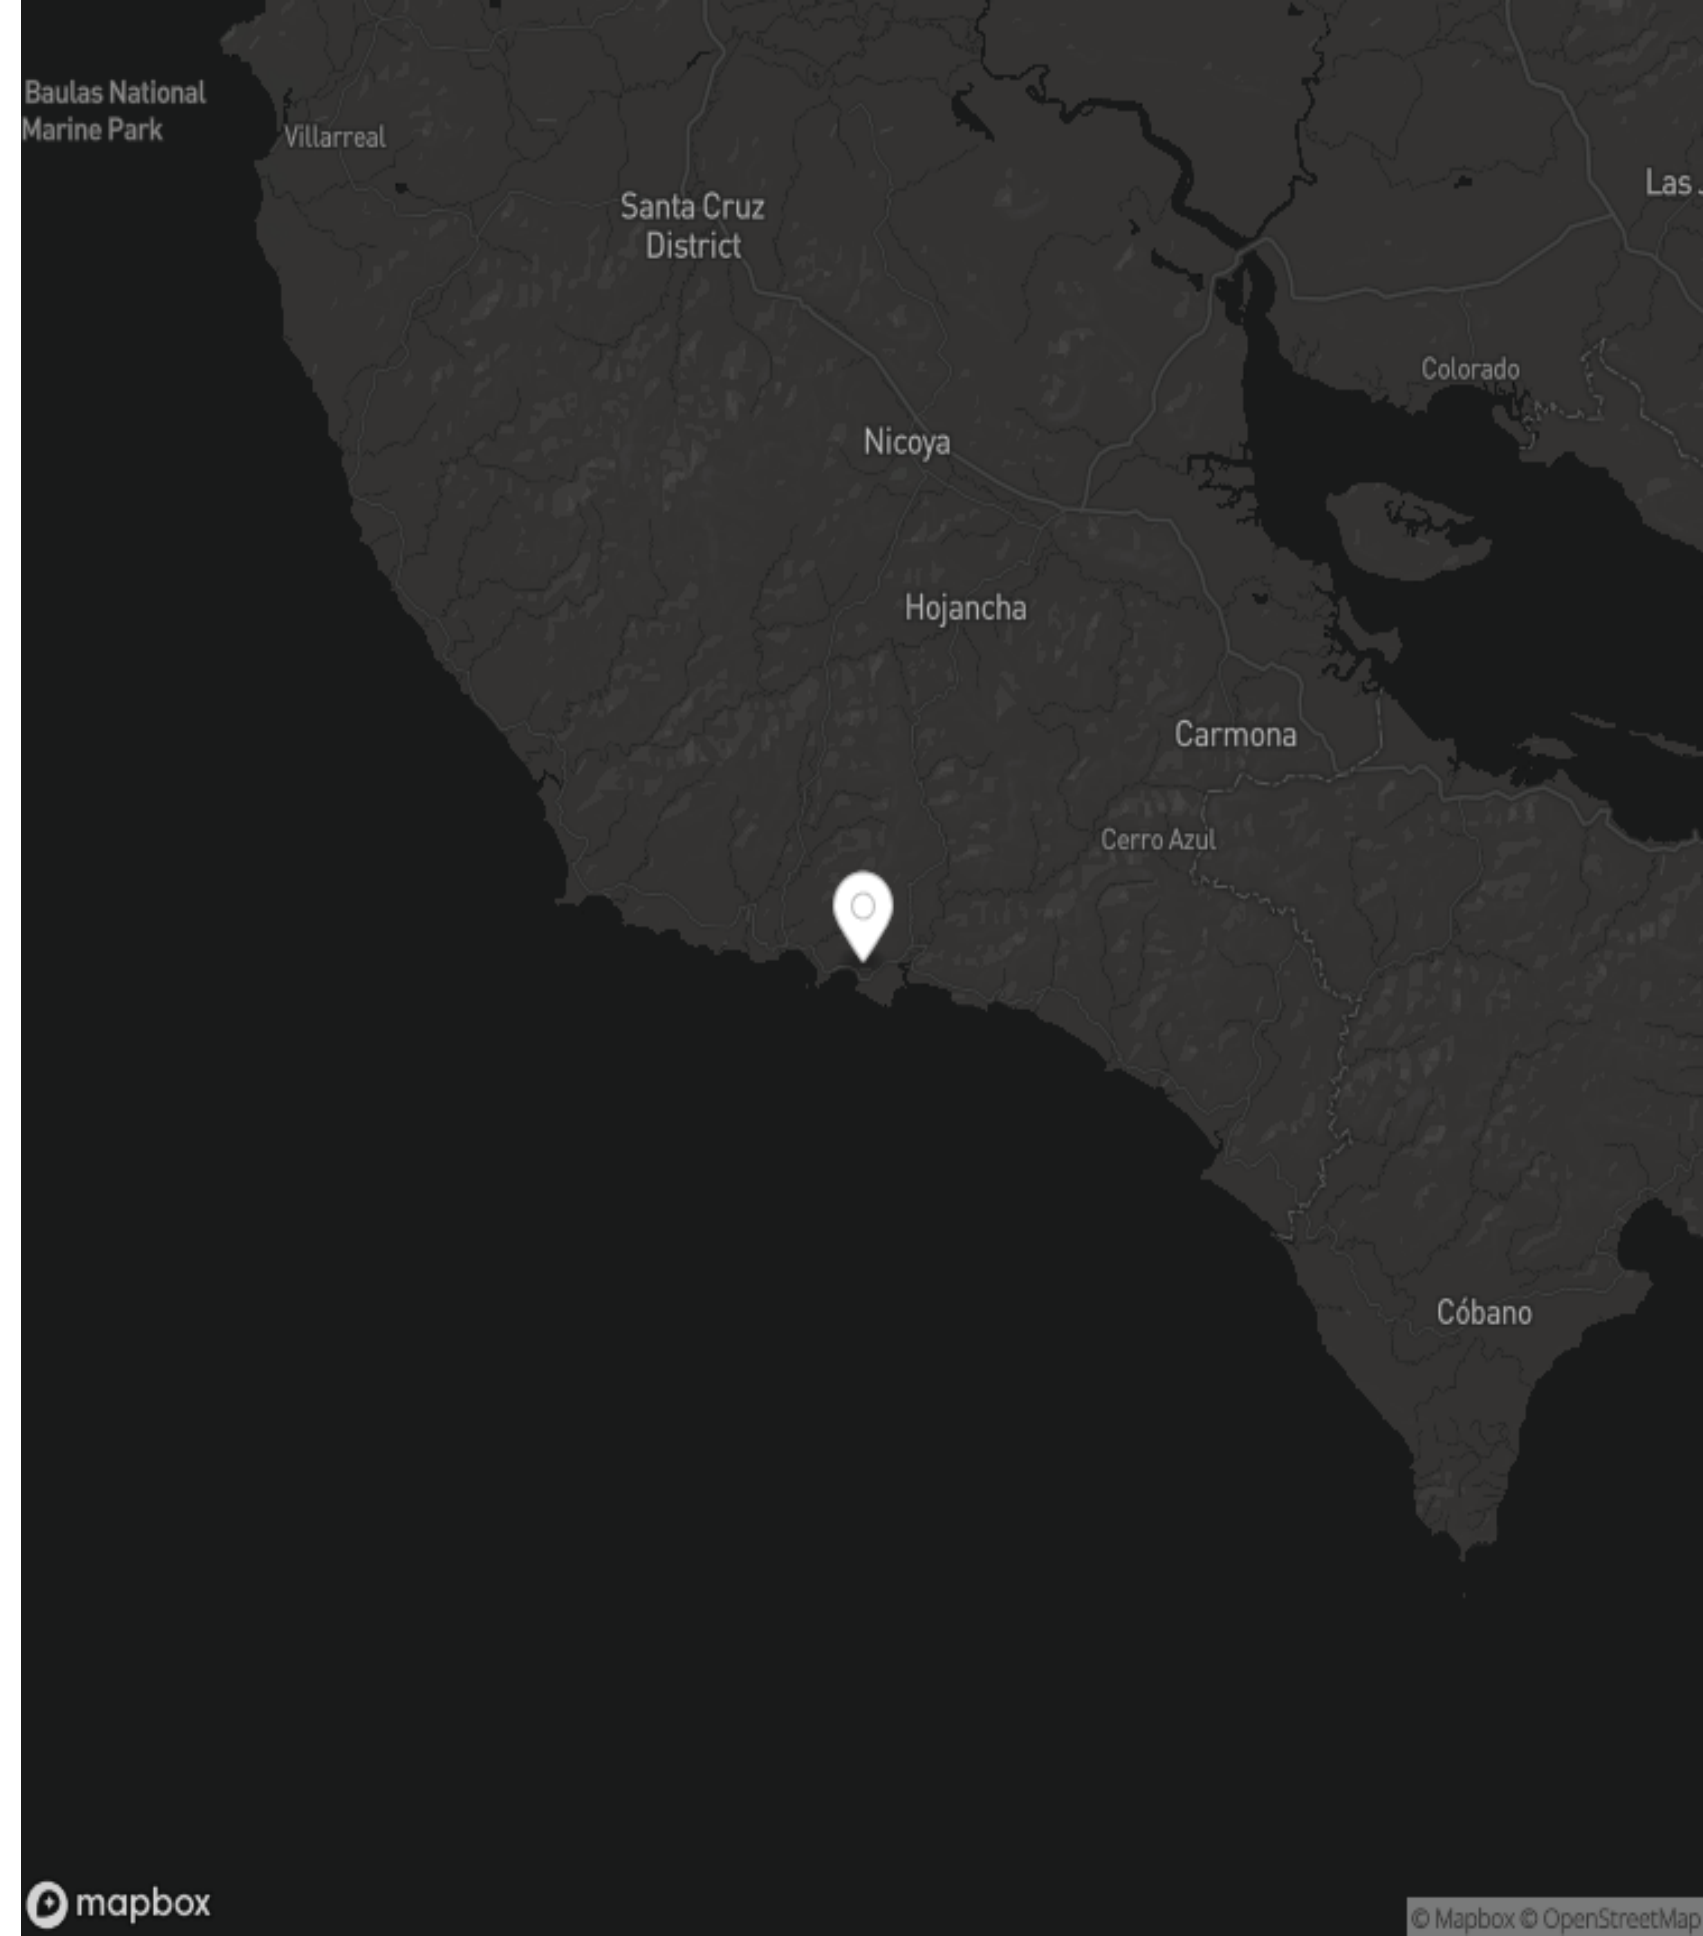 Baulas National
Marine Park
Villarreal
Santa Cruz
District
Las
Colorado
Nicoya
Hojancha
Carmona
Cerro Azul
Cóbano
mapbox
© Mapbox © OpenStreetMap